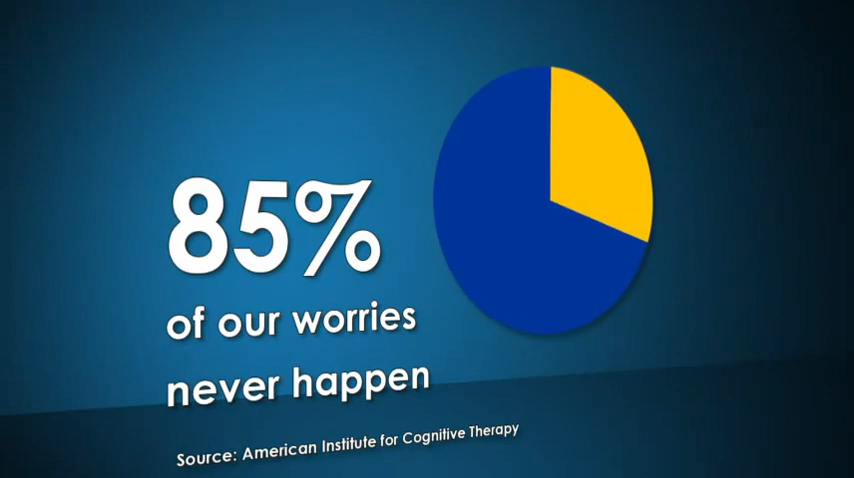 85%
of our worries
never happen
Source: American Institute for Cognitive Therapy